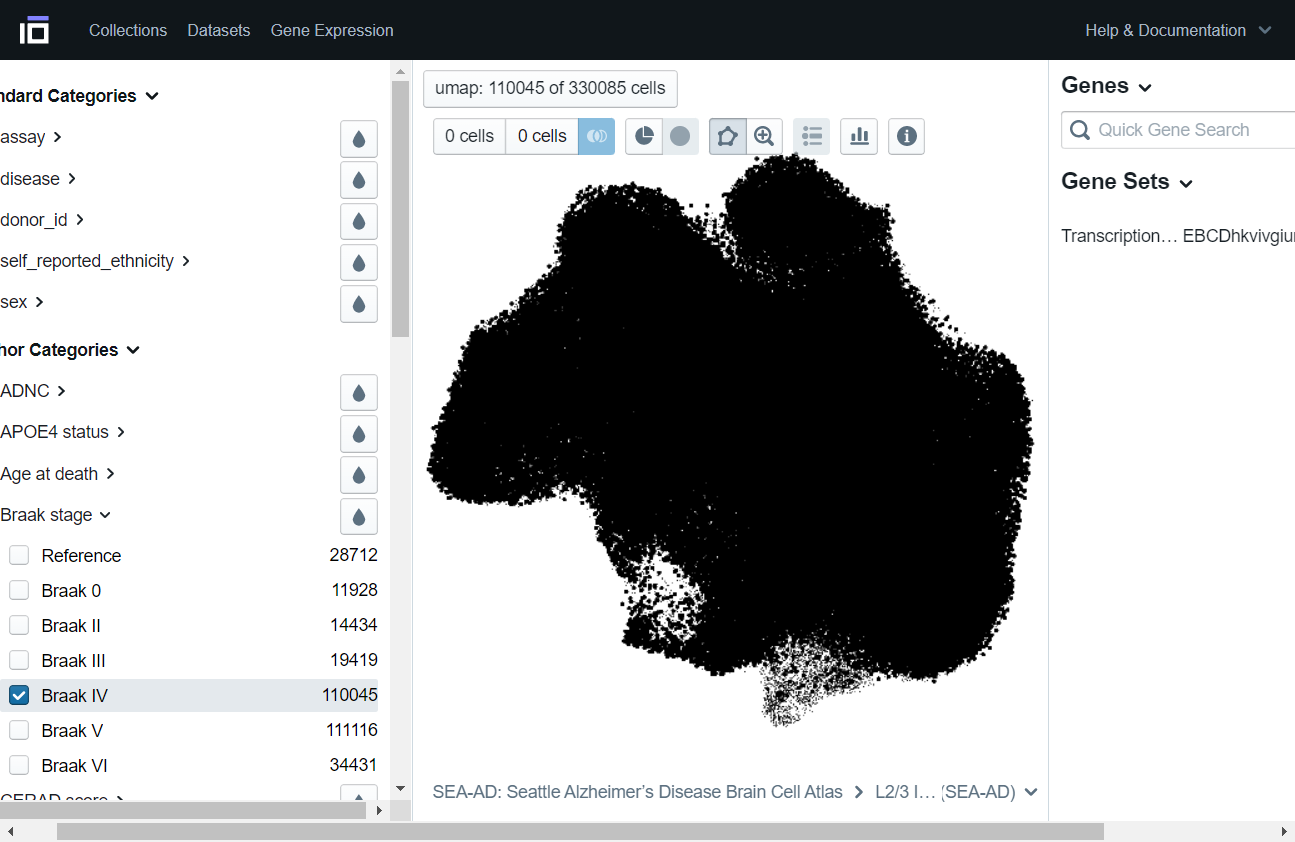 Collections Datasets Gene Expression Help & Documentation
ndard Categories
assay
disease
donor_id
self_reported_ethnicity
sex
hor Categories
ADNC
APOE4 status
Age at death
Braak stage
Reference 28712
Braak 0 11928
Braak II 14434
Braak III 19419
Braak IV 110045
Braak V 111116
Braak VI 34431
CERAD score
umap: 110045 of 330085 cells
0 cells 0 cells
SEA-AD: Seattle Alzheimer's Disease Brain Cell Atlas L2/3 I… (SEA-AD)
Genes
Quick Gene Search
Gene Sets
Transcription… EBCDhkvivgiur